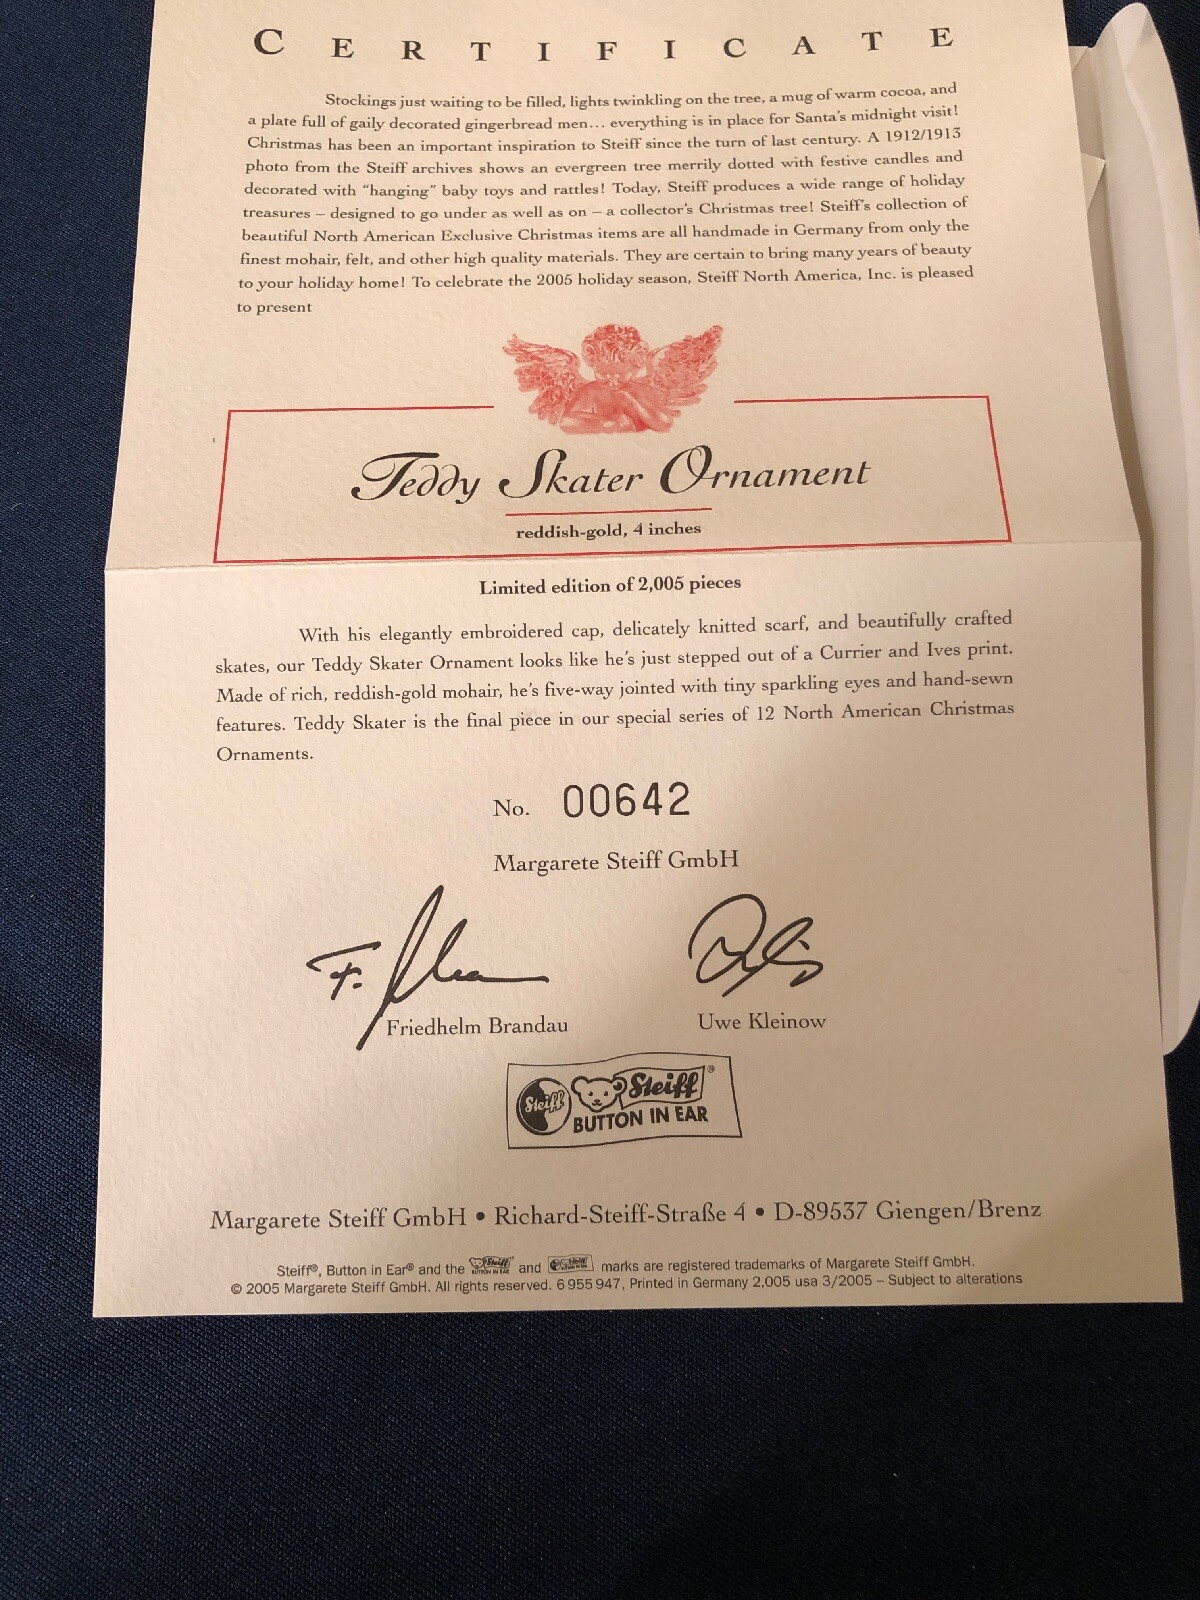 CERTIFICATE
Stockings just waiting to be filled, lights twinkling on the tree, a mug of warm cocoa, and
a plate full of gaily decorated gingerbread men... everything is in place for Santa's midnight visit!
Christmas has been an important inspiration to Steiff since the turn of last century. A 1912/1913
photo from the Steiff archives shows an evergreen tree merrily dotted with festive candles and
decorated with "hanging" baby toys and rattles! Today, Steiff produces a wide range of holiday
treasures – designed to go under as well as on – a collector's Christmas tree! Steiff's collection of
beautiful North American Exclusive Christmas items are all handmade in Germany from only the
finest mohair, felt, and other high quality materials. They are certain to bring many years of beauty
to your holiday home! To celebrate the 2005 holiday season, Steiff North America, Inc. is pleased
to present
Teddy Skater Ornament
reddish-gold, 4 inches
Limited edition of 2,005 pieces
With his elegantly embroidered cap, delicately knitted scarf, and beautifully crafted
skates, our Teddy Skater Ornament looks like he's just stepped out of a Currier and Ives print.
Made of rich, reddish-gold mohair, he's five-way jointed with tiny sparkling eyes and hand-sewn
features. Teddy Skater is the final piece in our special series of 12 North American Christmas
Ornaments.
No. 00642
Margarete Steiff GmbH
Friedhelm Brandau Uwe Kleinow
Steiff Steiff®
BUTTON IN EAR
Margarete Steiff GmbH • Richard-Steiff-Straße 4 • D-89537 Giengen/Brenz
Steiff®, Button in Ear® and the Steiff BUTTON IN EAR and marks are registered trademarks of Margarete Steiff GmbH.
© 2005 Margarete Steiff GmbH. All rights reserved. 6 955 947, Printed in Germany 2,005 usa 3/2005 – Subject to alterations